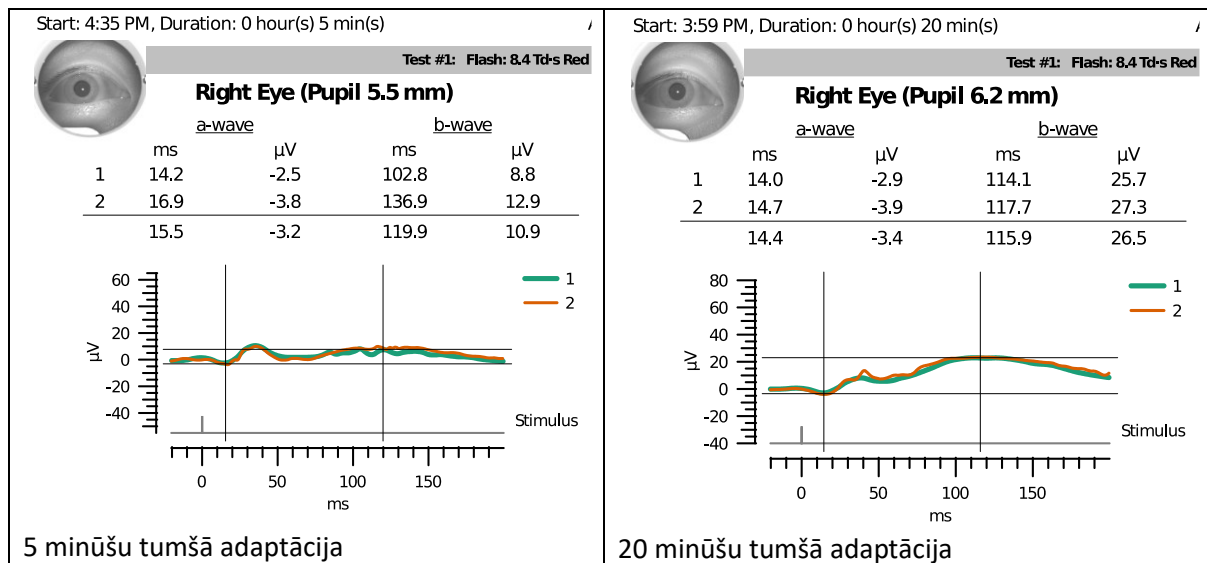 Start: 4:35 PM, Duration: 0 hour(s) 5 min(s)
Test #1: Flash: 8.4 Td·s Red
Right Eye (Pupil 5.5 mm)
a-wave b-wave
ms µV ms µV
1 14.2 -2.5 102.8 8.8
2 16.9 -3.8 136.9 12.9
15.5 -3.2 119.9 10.9
60
40
20
0
-20
-40
µV
1
2
Stimulus
0 50 100 150
ms
5 minūšu tumšā adaptācija
Start: 3:59 PM, Duration: 0 hour(s) 20 min(s)
Test #1: Flash: 8.4 Td·s Red
Right Eye (Pupil 6.2 mm)
a-wave b-wave
ms µV ms µV
1 14.0 -2.9 114.1 25.7
2 14.7 -3.9 117.7 27.3
14.4 -3.4 115.9 26.5
80
60
40
20
0
-20
-40
µV
1
2
Stimulus
0 50 100 150
ms
20 minūšu tumšā adaptācija